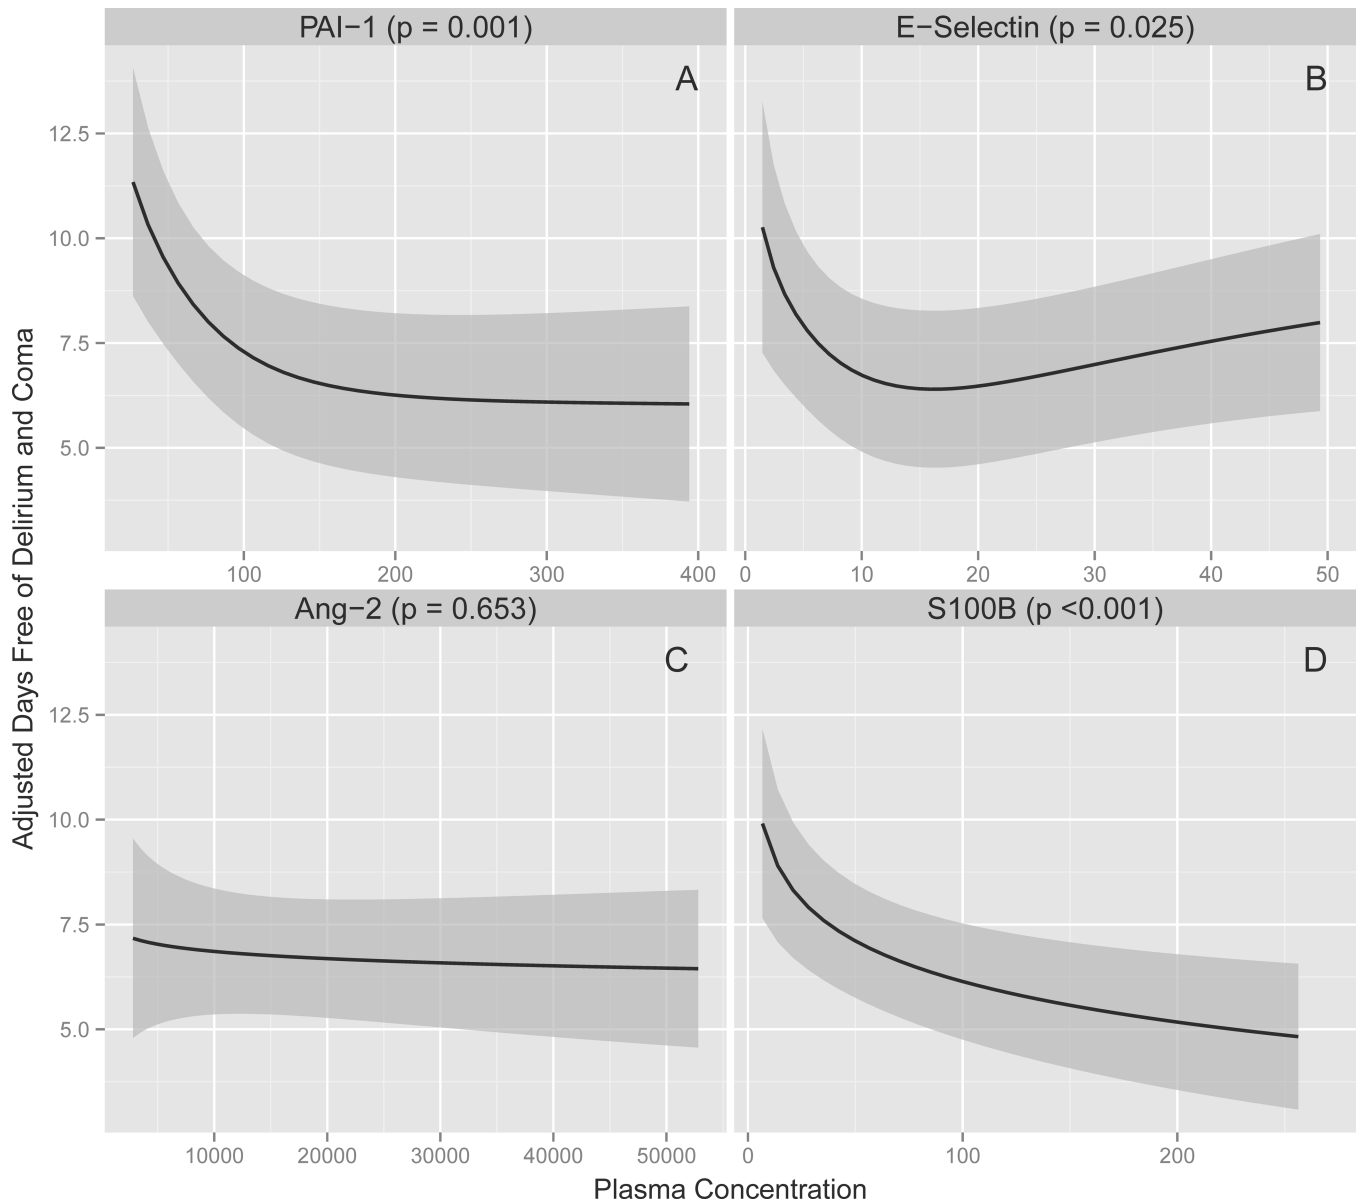 PAI−1 (p = 0.001)
E−Selectin (p = 0.025)
A
B
12.5
10.0
7.5
5.0
100 200 300 400
0 10 20 30 40 50
Ang−2 (p = 0.653)
S100B (p <0.001)
C
D
12.5
10.0
7.5
5.0
10000 20000 30000 40000 50000
0 100 200
Adjusted Days Free of Delirium and Coma
Plasma Concentration